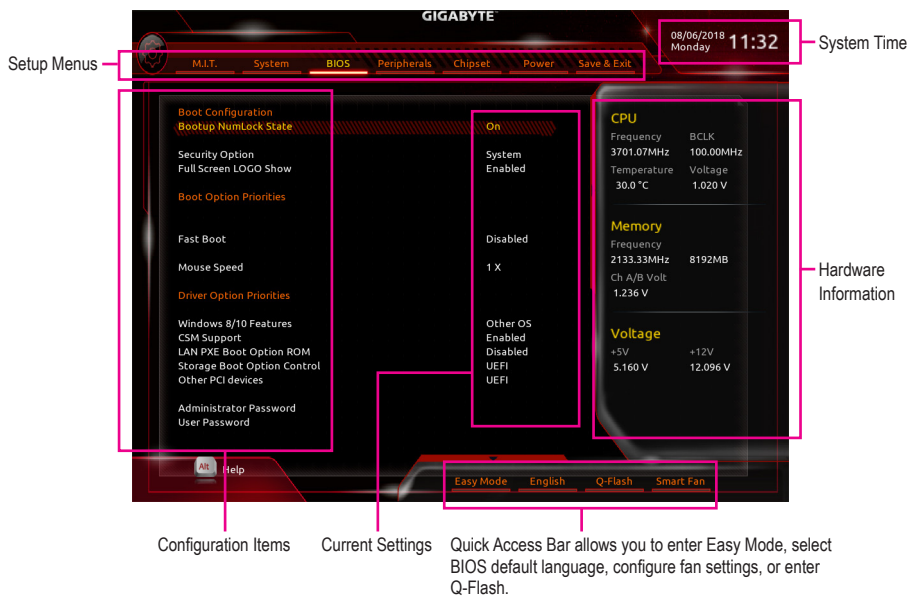 GIGABYTE™
08/06/2018
Monday
11:32
System Time
Setup Menus
M.I.T. System BIOS Peripherals Chipset Power Save & Exit
Boot Configuration
Bootup NumLock State On
Security Option System
Full Screen LOGO Show Enabled
Boot Option Priorities
Fast Boot Disabled
Mouse Speed 1 X
Driver Option Priorities
Windows 8/10 Features Other OS
CSM Support Enabled
LAN PXE Boot Option ROM Disabled
Storage Boot Option Control UEFI
Other PCI devices UEFI
Administrator Password
User Password
CPU
Frequency BCLK
3701.07MHz 100.00MHz
Temperature Voltage
30.0 °C 1.020 V
Memory
Frequency
2133.33MHz 8192MB
Ch A/B Volt
1.236 V
Voltage
+5V +12V
5.160 V 12.096 V
Hardware
Information
Alt Help
Easy Mode English Q-Flash Smart Fan
Configuration Items
Current Settings
Quick Access Bar allows you to enter Easy Mode, select
BIOS default language, configure fan settings, or enter
Q-Flash.